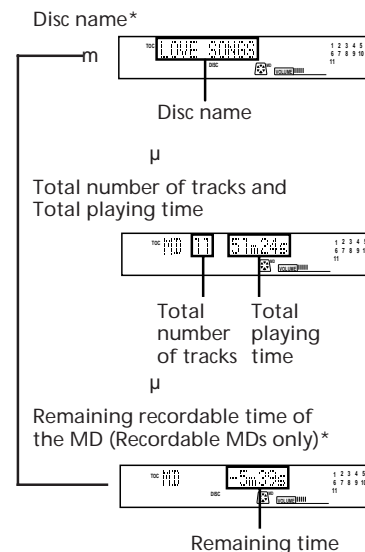 Disc name*
m
TOC LOVE SONGS 1 2 3 4 5
DISC MD 6 7 8 9 10
VOLUME 11
Disc name
µ
Total number of tracks and
Total playing time
TOC MD 11 51m24s 1 2 3 4 5
MD 6 7 8 9 1
VOLUME 11
Total Total
number playing
of tracks time
µ
Remaining recordable time of
the MD (Recordable MDs only)*
TOC MD -5m39s 1 2 3 4 5
DISC MD 6 7 8 9 10
VOLUME 11
Remaining time